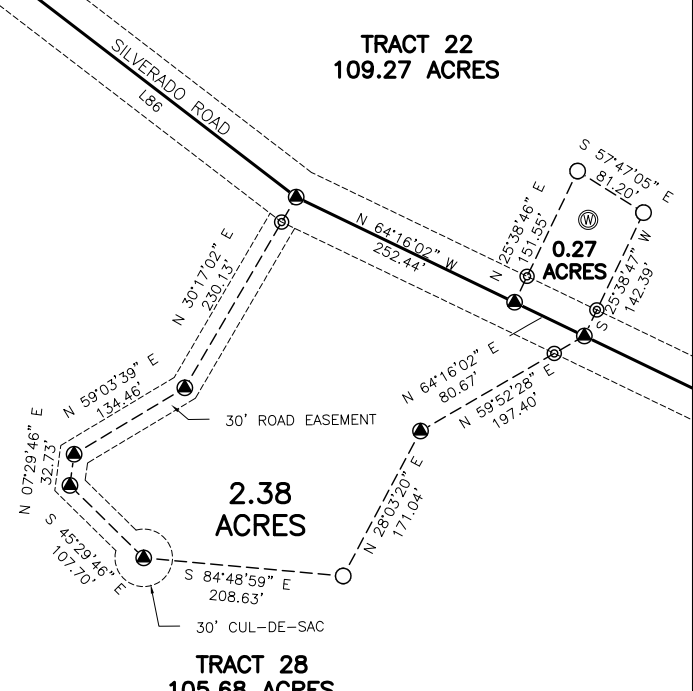 TRACT 22
109.27 ACRES
SILVERADO ROAD
L86
S 57°47'05" E
81.20'
N 25°38'46" E
151.55'
W
0.27
ACRES
S 25°38'47" W
142.39'
N 64°16'02" W
252.44'
N 30°17'02" E
230.13'
N 64°16'02" E
80.67'
N 59°52'28" E
197.40'
N 59°03'39" E
134.46'
30' ROAD EASEMENT
N 07°29'46" E
32.73'
2.38
ACRES
N 28°03'20" E
171.04'
S 45°29'46" E
107.70'
S 84°48'59" E
208.63'
30' CUL-DE-SAC
TRACT 28
105.68 ACRES